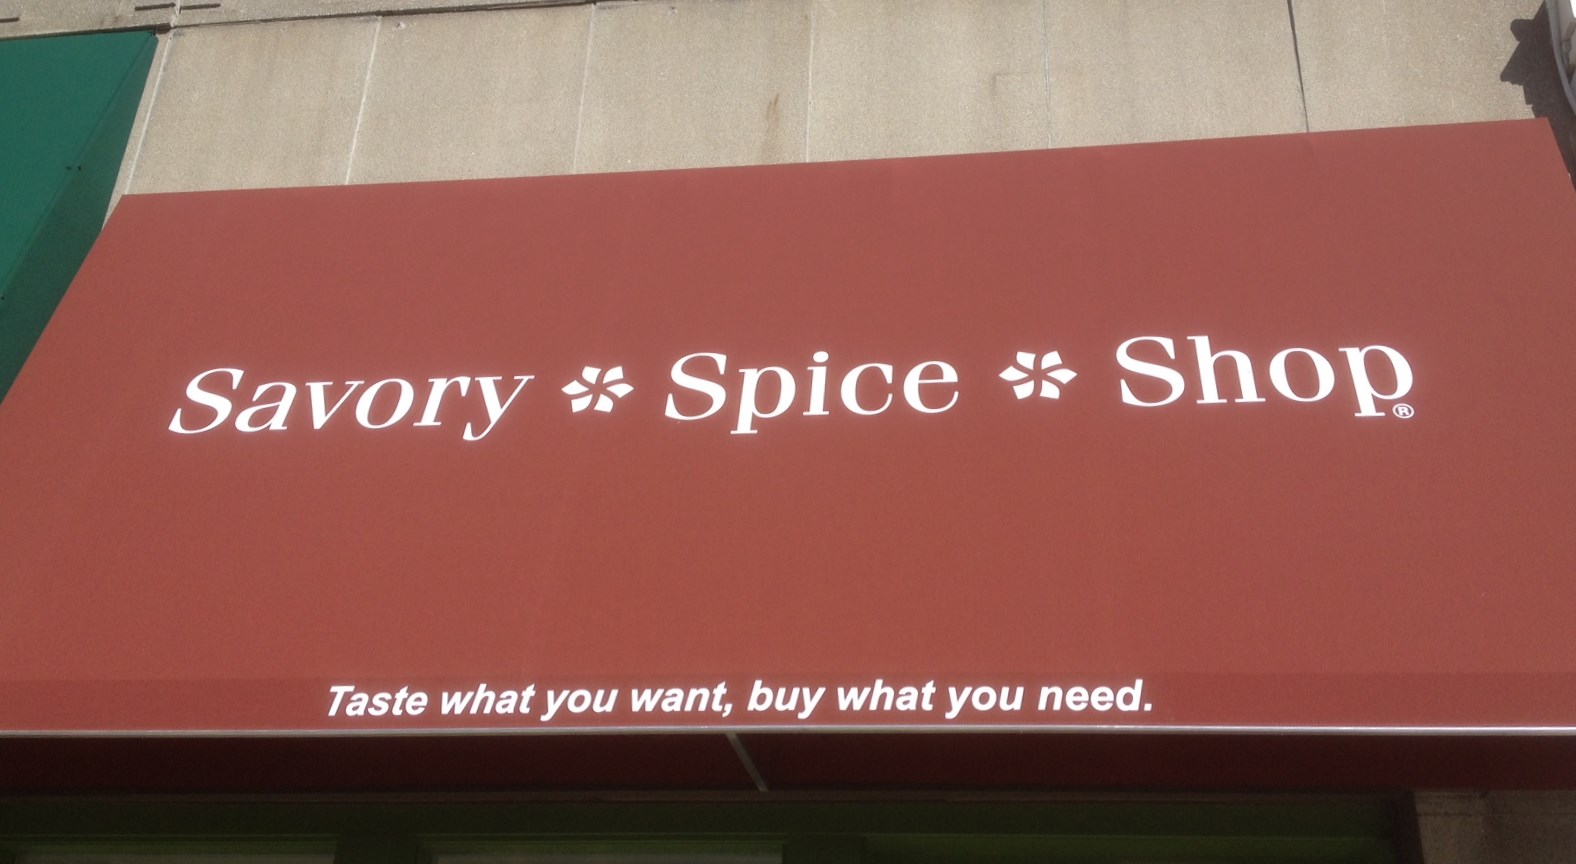 Savory Spice Shop®
Taste what you want, buy what you need.